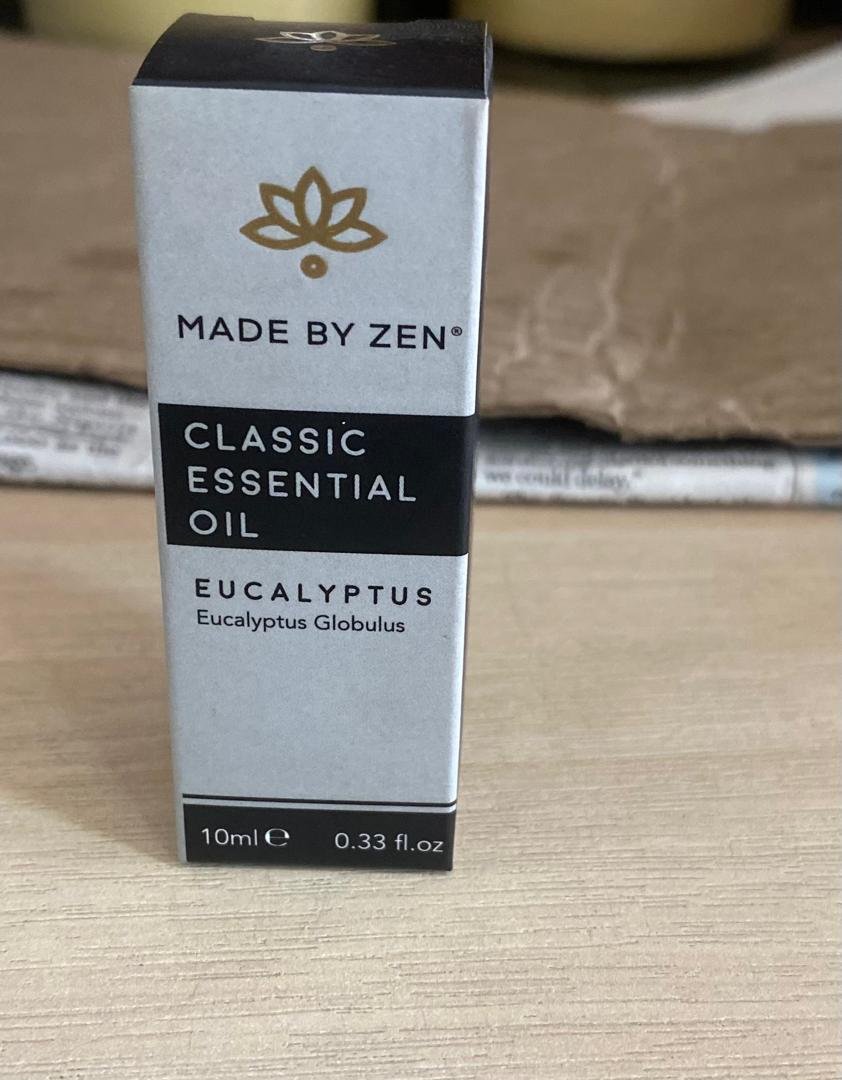 MADE BY ZEN®
CLASSIC
ESSENTIAL
OIL
EUCALYPTUS
Eucalyptus Globulus
10ml ℮ 0.33 fl.oz
we could delay,"